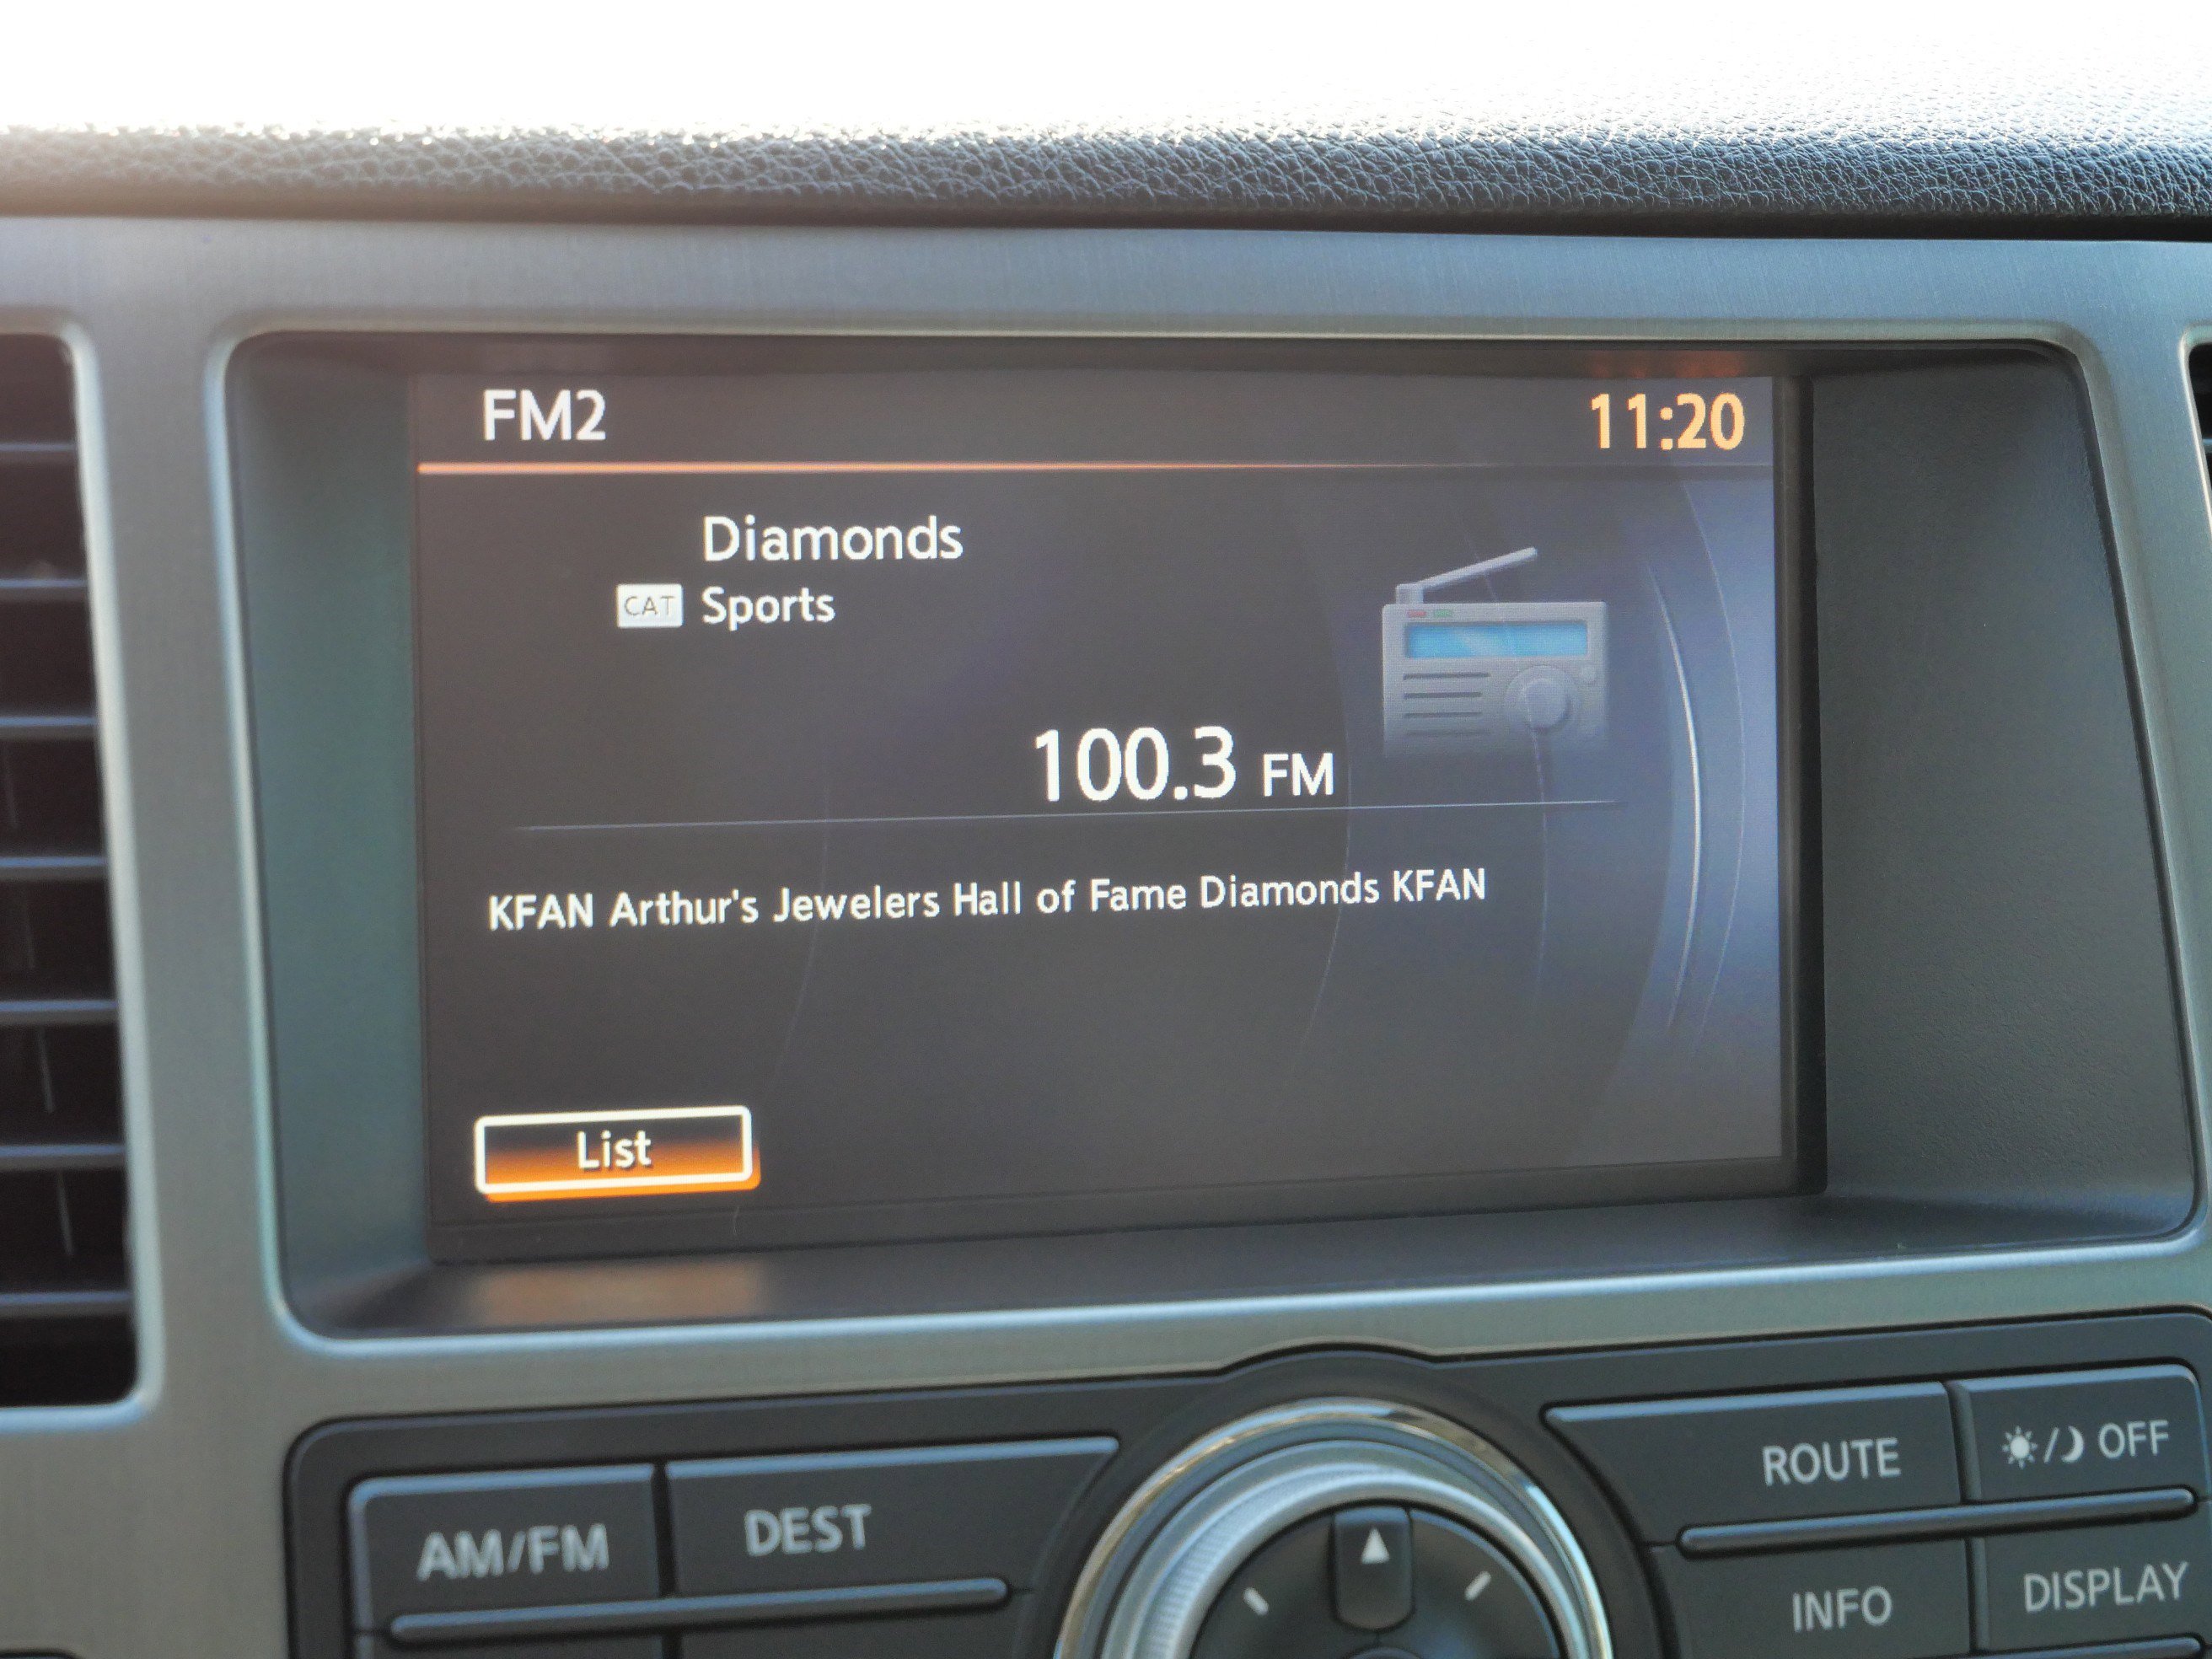 FM2 11:20
Diamonds
CAT Sports
100.3 FM
KFAN Arthur's Jewelers Hall of Fame Diamonds KFAN
List
AM/FM DEST ROUTE OFF
INFO DISPLAY